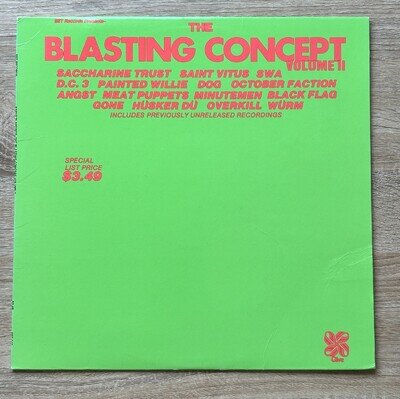 SST Records Presents-
THE
BLASTING CONCEPT
VOLUME II
SACCHARINE TRUST SAINT VITUS SWA
D.C. 3 PAINTED WILLIE DOG OCTOBER FACTION
ANGST MEAT PUPPETS MINUTEMEN BLACK FLAG
GONE HÜSKER DÜ OVERKILL WÜRM
INCLUDES PREVIOUSLY UNRELEASED RECORDINGS
SPECIAL
LIST PRICE
$3.49